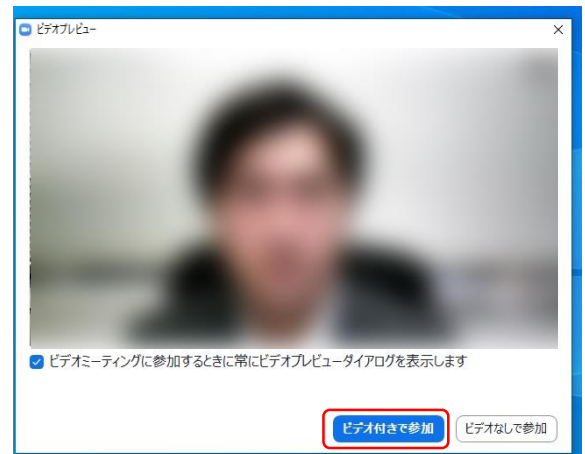 ビデオプレビュー
ビデオミーティングに参加するときに常にビデオプレビューダイアログを表示します
ビデオ付きで参加
ビデオなしで参加